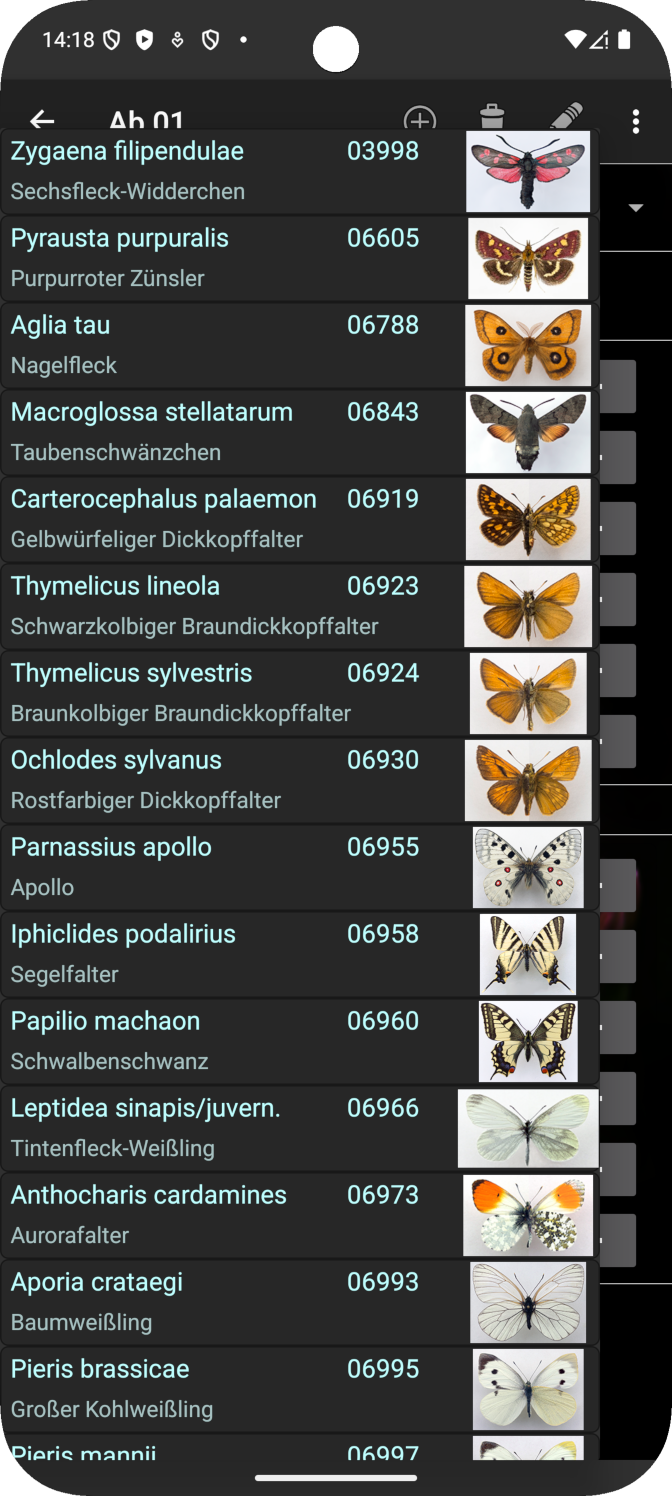 14:18
Ab 01
Zygaena filipendulae 03998
Sechsfleck-Widderchen
Pyrausta purpuralis 06605
Purpurroter Zünsler
Aglia tau 06788
Nagelfleck
Macroglossa stellatarum 06843
Taubenschwänzchen
Carterocephalus palaemon 06919
Gelbwürfeliger Dickkopffalter
Thymelicus lineola 06923
Schwarzkolbiger Braundickkopffalter
Thymelicus sylvestris 06924
Braunkolbiger Braundickkopffalter
Ochlodes sylvanus 06930
Rostfarbiger Dickkopffalter
Parnassius apollo 06955
Apollo
Iphiclides podalirius 06958
Segelfalter
Papilio machaon 06960
Schwalbenschwanz
Leptidea sinapis/juvern. 06966
Tintenfleck-Weißling
Anthocharis cardamines 06973
Aurorafalter
Aporia crataegi 06993
Baumweißling
Pieris brassicae 06995
Großer Kohlweißling
Pieris mannii 06997